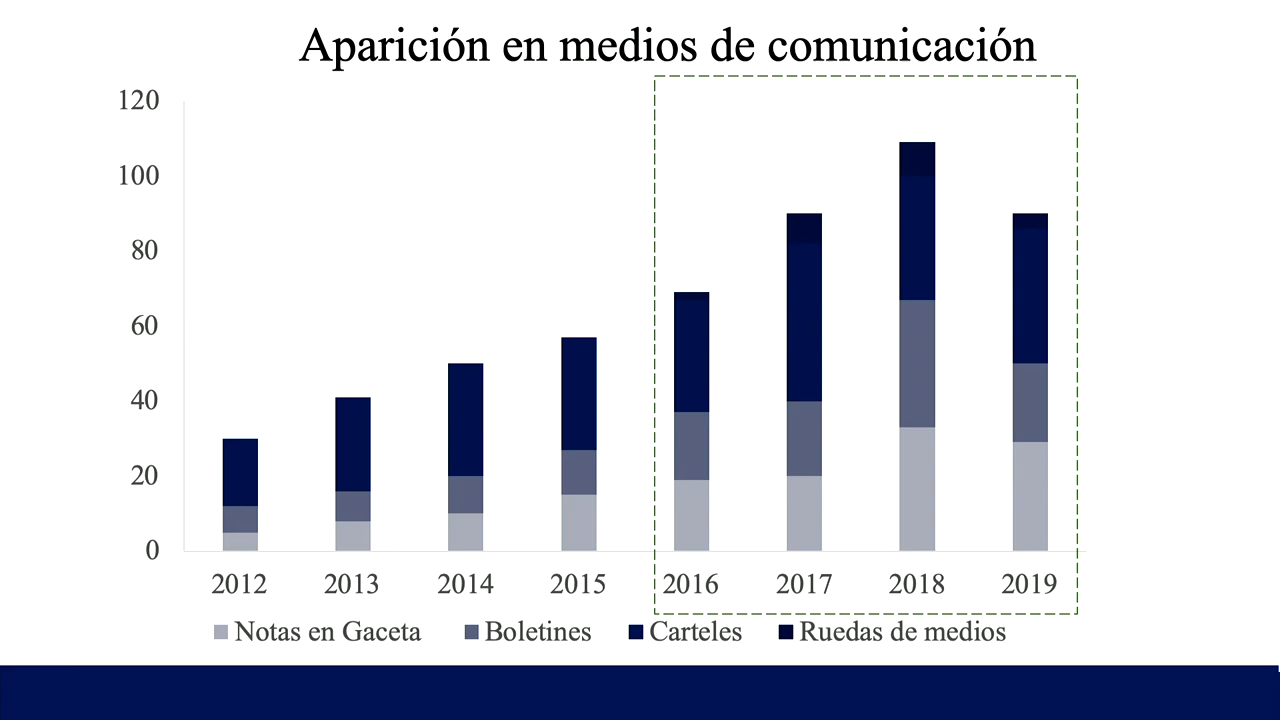 Aparición en medios de comunicación
120
100
80
60
40
20
0
2012 2013 2014 2015 2016 2017 2018 2019
Notas en Gaceta Boletines Carteles Ruedas de medios